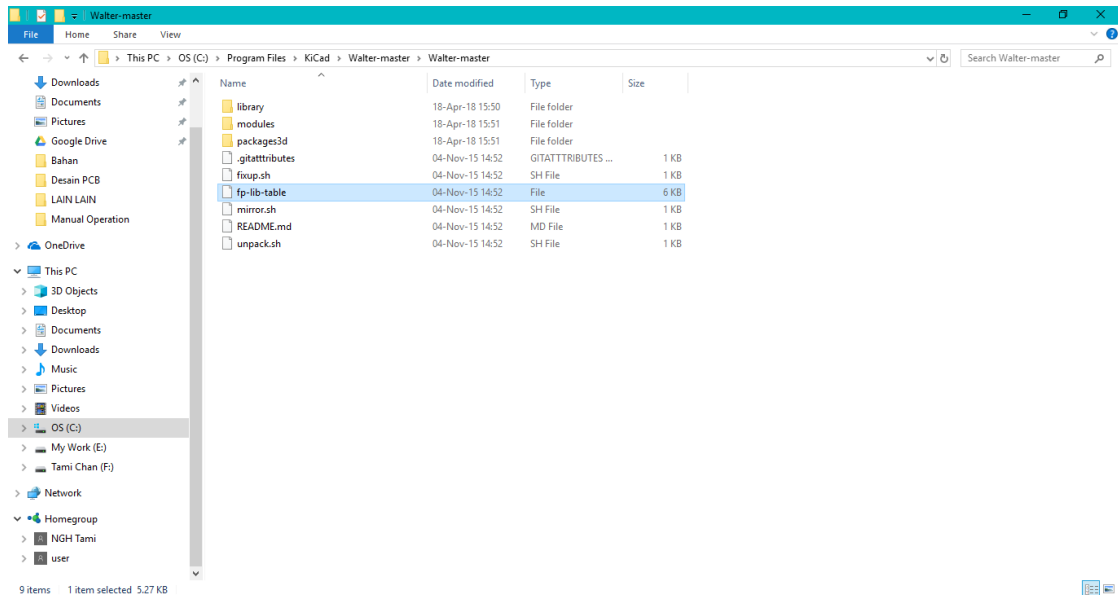 Walter-master
File Home Share View
This PC > OS (C:) > Program Files > KiCad > Walter-master > Walter-master
Search Walter-master
Downloads
Documents
Pictures
Google Drive
Bahan
Desain PCB
LAIN LAIN
Manual Operation
OneDrive
This PC
3D Objects
Desktop
Documents
Downloads
Music
Pictures
Videos
OS (C:)
My Work (E:)
Tami Chan (F:)
Network
Homegroup
NGH Tami
user
Name Date modified Type Size
library 18-Apr-18 15:50 File folder
modules 18-Apr-18 15:51 File folder
packages3d 18-Apr-18 15:51 File folder
.gitatttributes 04-Nov-15 14:52 GITATTTRIBUTES ... 1 KB
fixup.sh 04-Nov-15 14:52 SH File 1 KB
fp-lib-table 04-Nov-15 14:52 File 6 KB
mirror.sh 04-Nov-15 14:52 SH File 1 KB
README.md 04-Nov-15 14:52 MD File 1 KB
unpack.sh 04-Nov-15 14:52 SH File 1 KB
9 items 1 item selected 5.27 KB